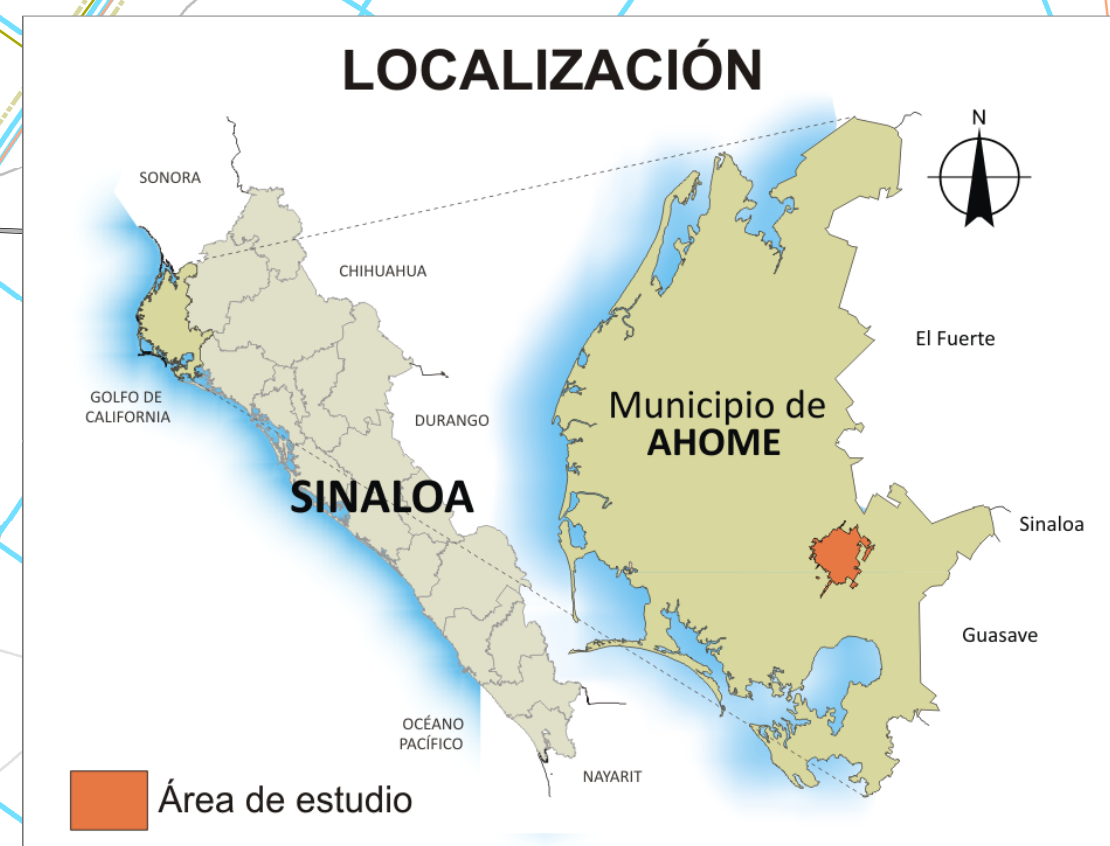 LOCALIZACIÓN
N
SONORA
CHIHUAHUA
El Fuerte
GOLFO DE
CALIFORNIA
DURANGO
Municipio de
AHOME
SINALOA
Sinaloa
Guasave
OCÉANO
PACÍFICO
NAYARIT
Área de estudio